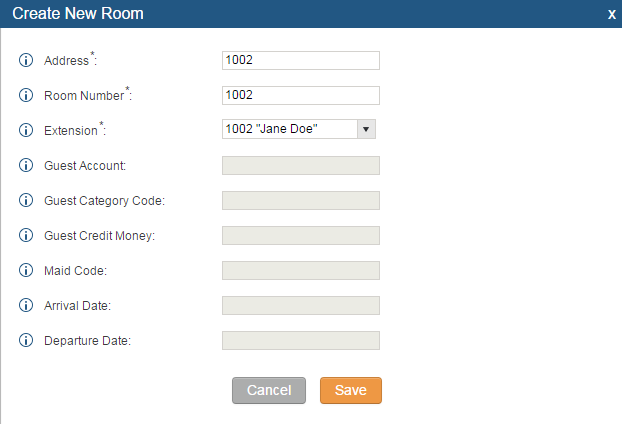 Create New Room x
Address*: 1002
Room Number*: 1002
Extension*: 1002 "Jane Doe"
Guest Account:
Guest Category Code:
Guest Credit Money:
Maid Code:
Arrival Date:
Departure Date:
Cancel Save